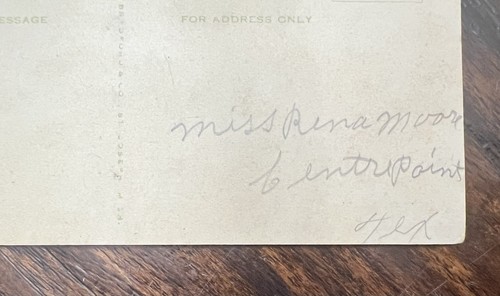 ESSAGE
FOR ADDRESS ONLY
Miss Rena Moore
Centre Point
Tex